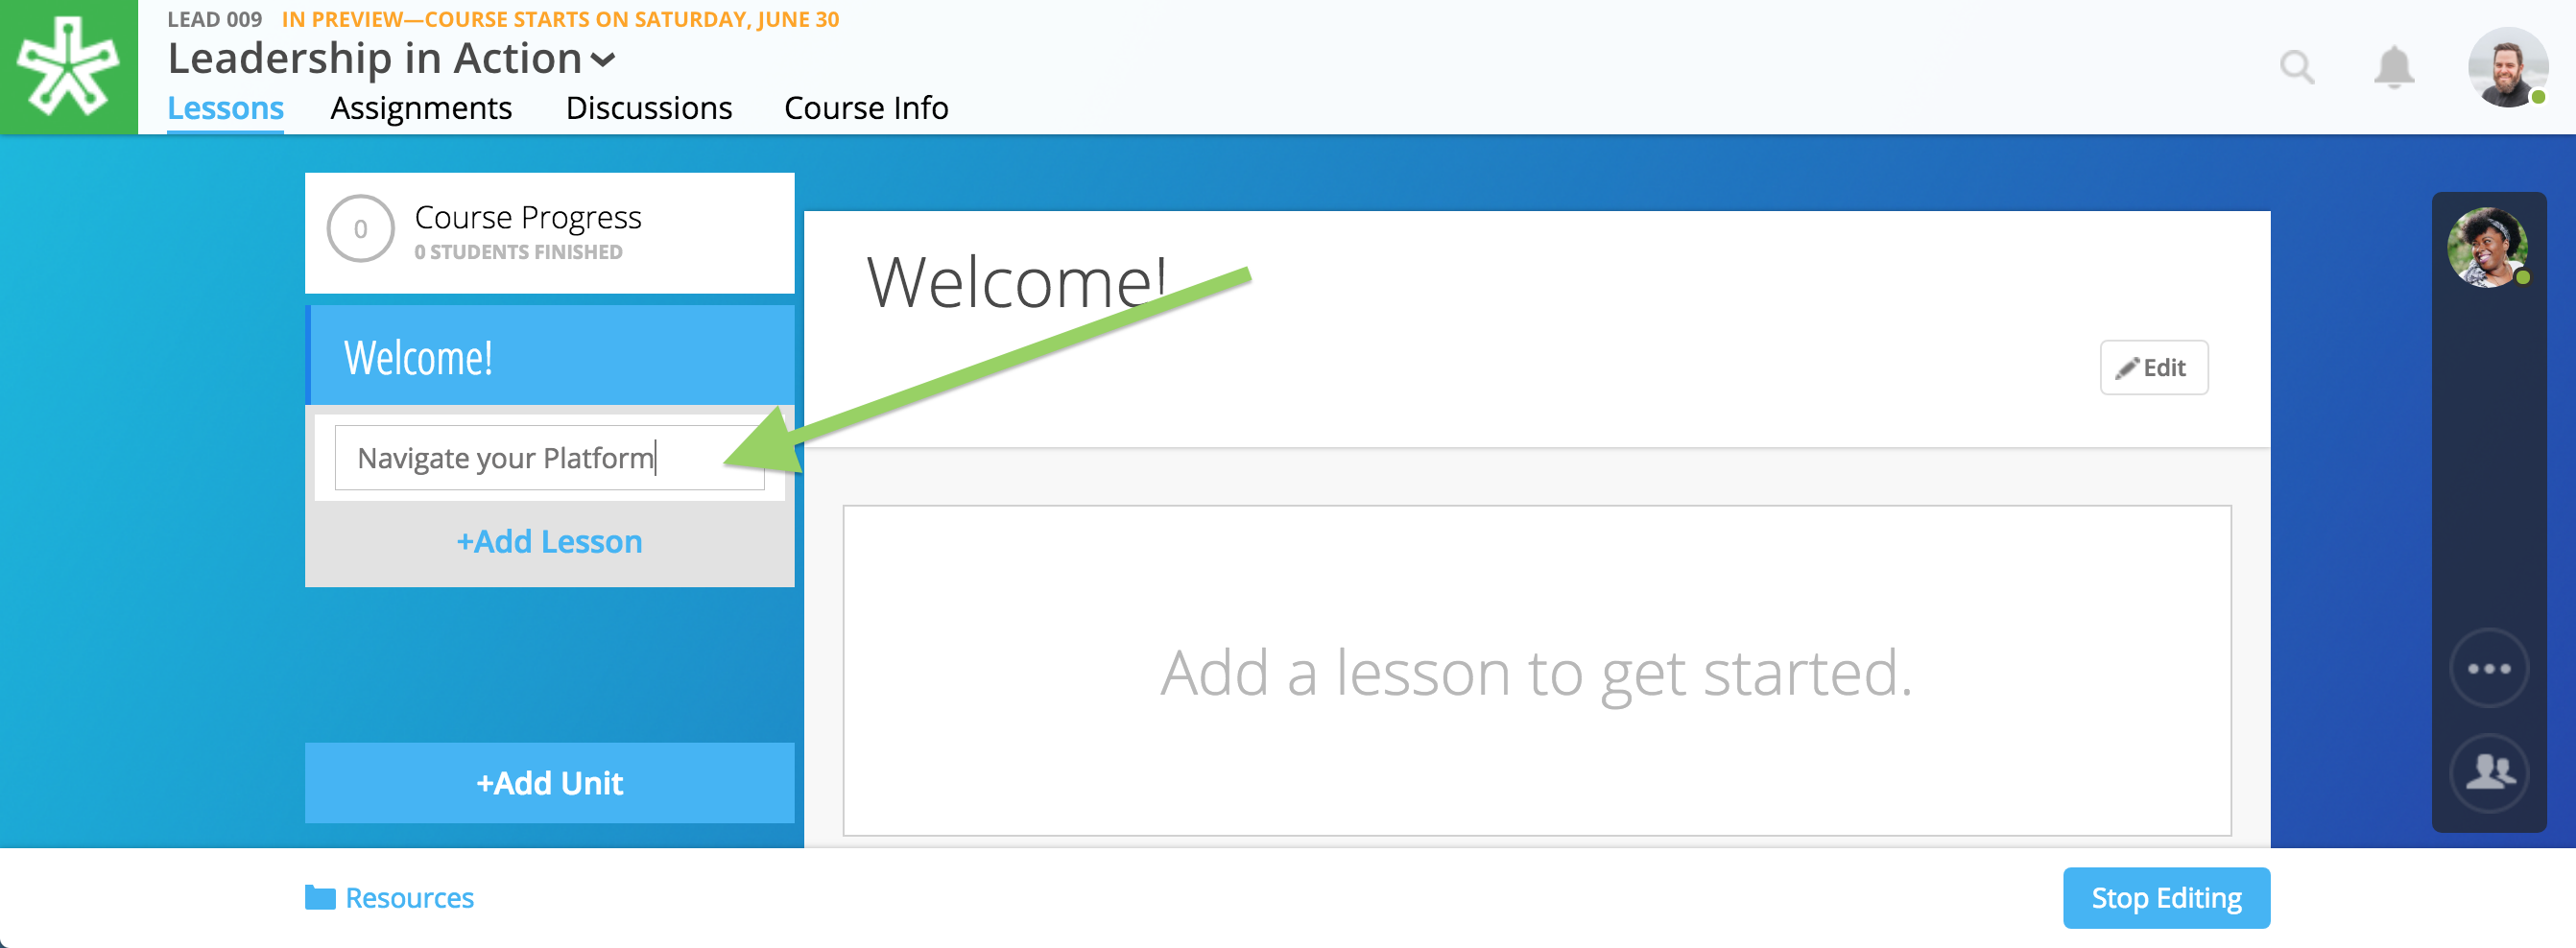 LEAD 009 IN PREVIEW—COURSE STARTS ON SATURDAY, JUNE 30
Leadership in Action
Lessons Assignments Discussions Course Info
0
Course Progress
0 STUDENTS FINISHED
Welcome!
Navigate your Platform
+Add Lesson
+Add Unit
Welcome!
Edit
Add a lesson to get started.
Resources
Stop Editing